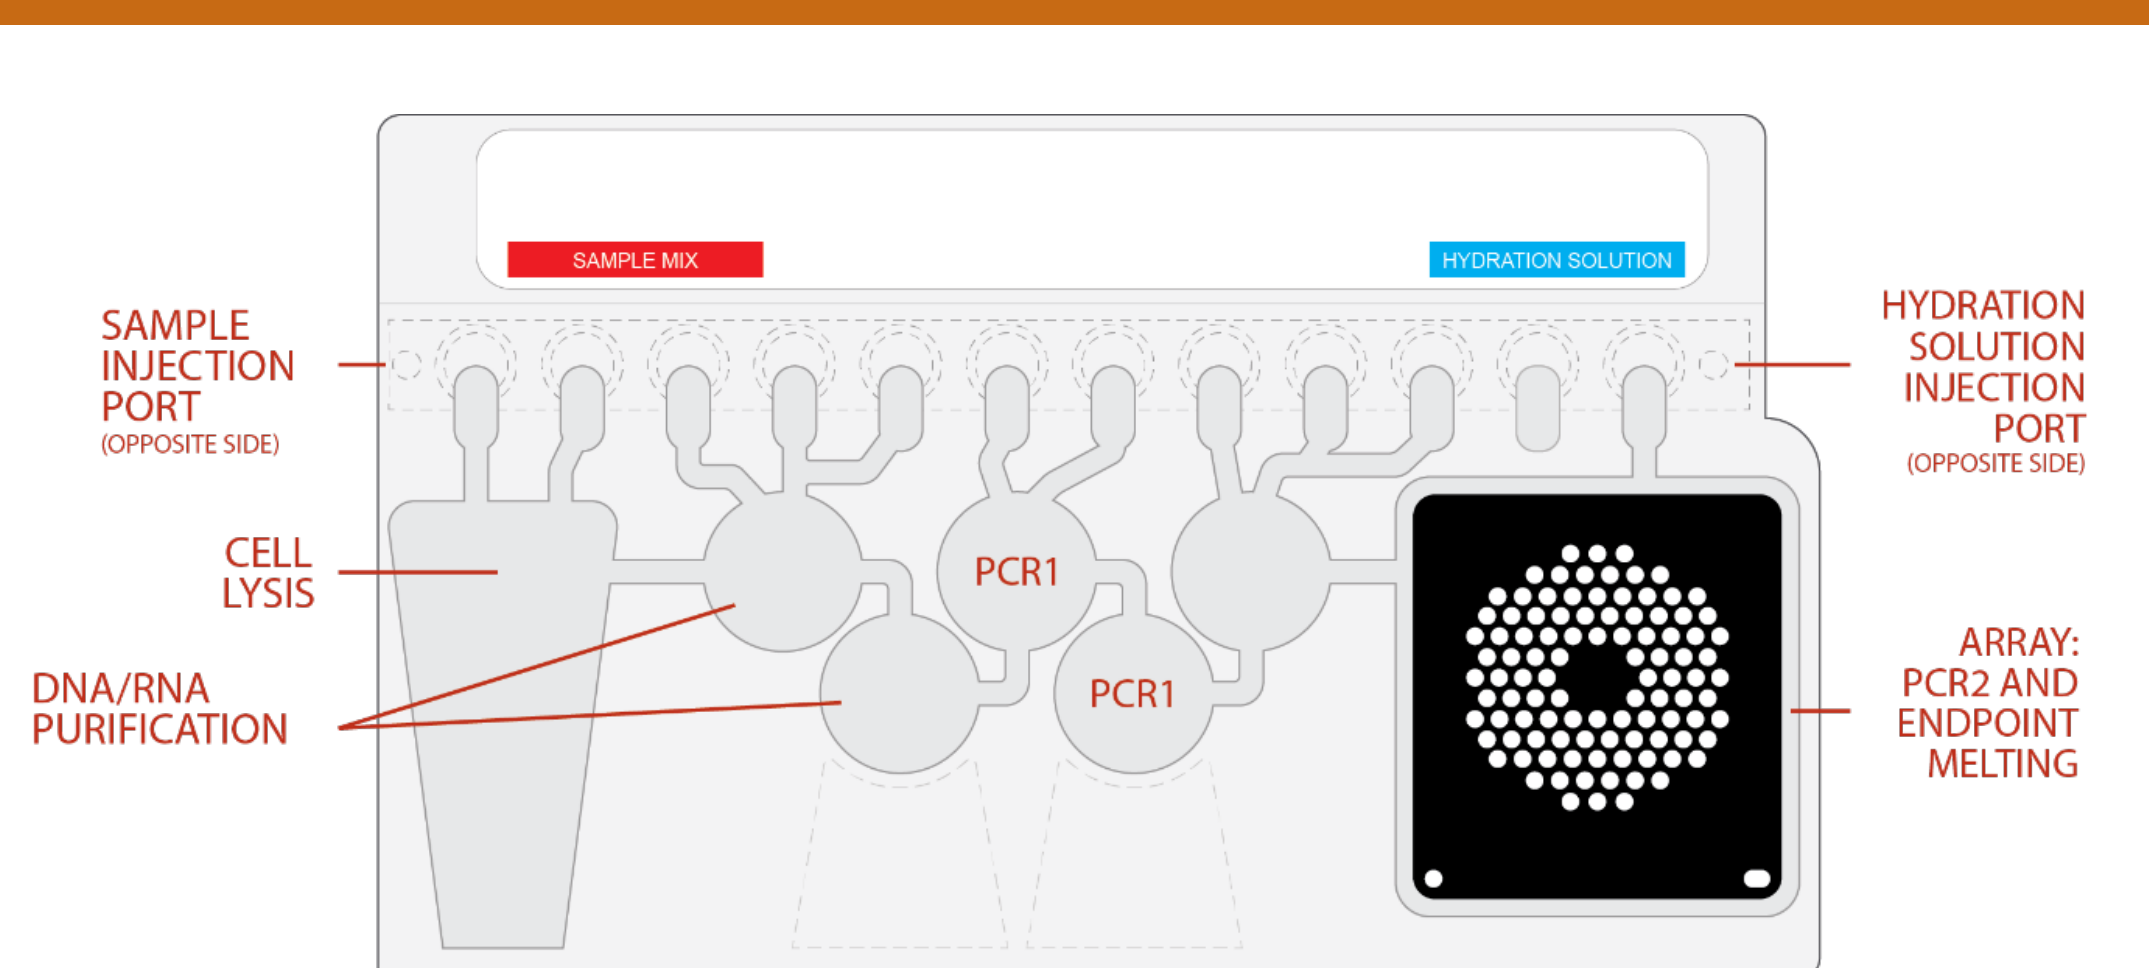 SAMPLE MIX
HYDRATION SOLUTION
SAMPLE
INJECTION
PORT
(OPPOSITE SIDE)
HYDRATION
SOLUTION
INJECTION
PORT
(OPPOSITE SIDE)
CELL
LYSIS
PCR1
DNA/RNA
PURIFICATION
PCR1
ARRAY:
PCR2 AND
ENDPOINT
MELTING